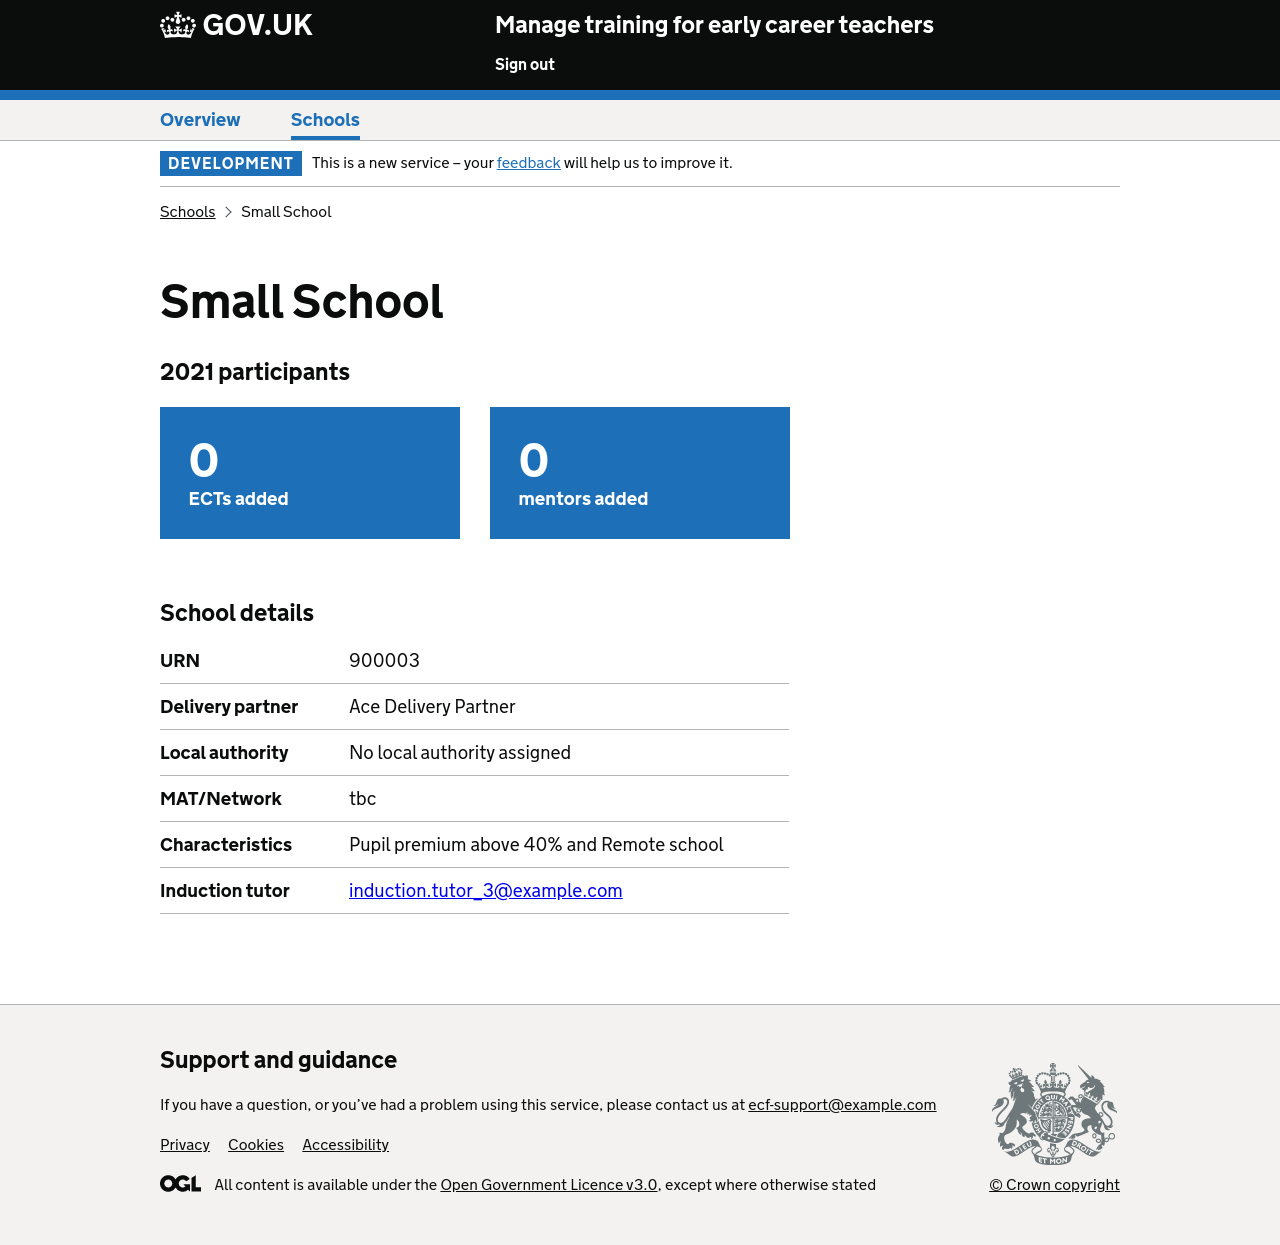 GOV.UK
Manage training for early career teachers
Sign out
Overview
Schools
DEVELOPMENT
This is a new service – your feedback will help us to improve it.
Schools
Small School
Small School
2021 participants
0
ECTs added
0
mentors added
School details
URN 900003
Delivery partner Ace Delivery Partner
Local authority No local authority assigned
MAT/Network tbc
Characteristics Pupil premium above 40% and Remote school
Induction tutor induction.tutor_3@example.com
Support and guidance
If you have a question, or you’ve had a problem using this service, please contact us at ecf-support@example.com
Privacy Cookies Accessibility
OGL All content is available under the Open Government Licence v3.0, except where otherwise stated
DIEU ET MON DROIT
© Crown copyright